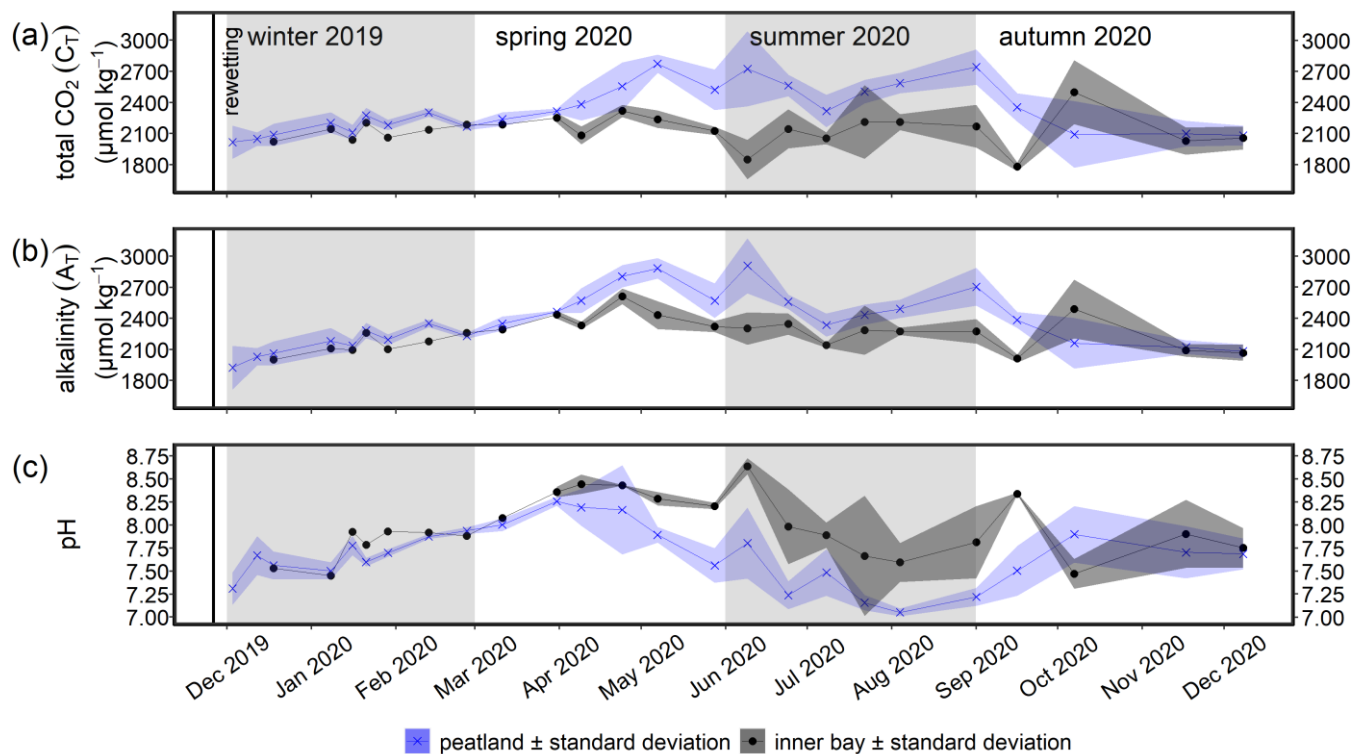 (a)
total CO₂ (C_T)
(μmol kg⁻¹)
3000
2700
2400
2100
1800
rewetting
winter 2019
spring 2020
summer 2020
autumn 2020
3000
2700
2400
2100
1800
(b)
alkalinity (A_T)
(μmol kg⁻¹)
3000
2700
2400
2100
1800
3000
2700
2400
2100
1800
(c)
pH
8.75
8.50
8.25
8.00
7.75
7.50
7.25
7.00
8.75
8.50
8.25
8.00
7.75
7.50
7.25
7.00
Dec 2019
Jan 2020
Feb 2020
Mar 2020
Apr 2020
May 2020
Jun 2020
Jul 2020
Aug 2020
Sep 2020
Oct 2020
Nov 2020
Dec 2020
peatland ± standard deviation
inner bay ± standard deviation